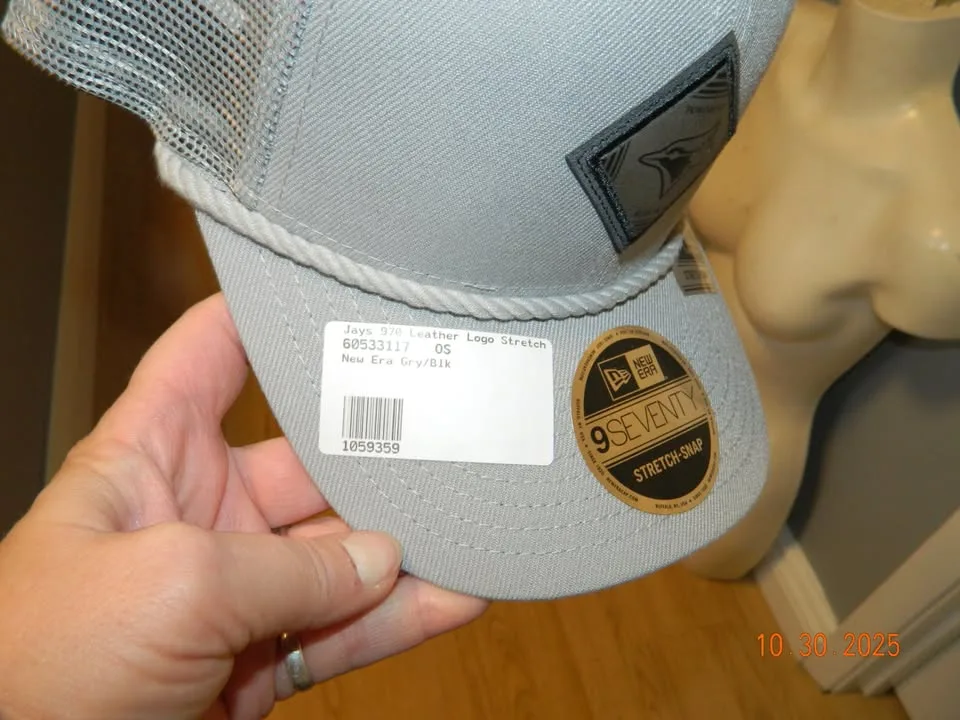 Jays 970 Leather Logo Stretch
60533117 OS
New Era Gry/Blk
1059359
NEW
ERA
9SEVENTY
STRETCH-SNAP
10.30.2025